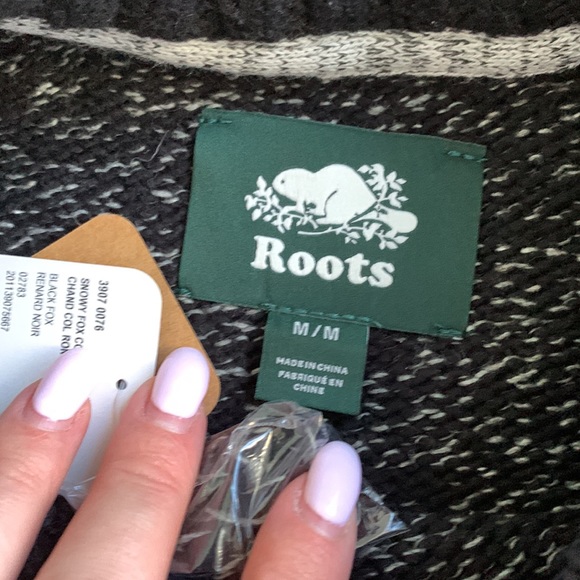 Roots
M/M
MADE IN CHINA
FABRIQUÉ EN
CHINE
3907 0076
SNOWY FOX C
CHAND COL RO
BLACK FOX
RENARD NOIR
02783